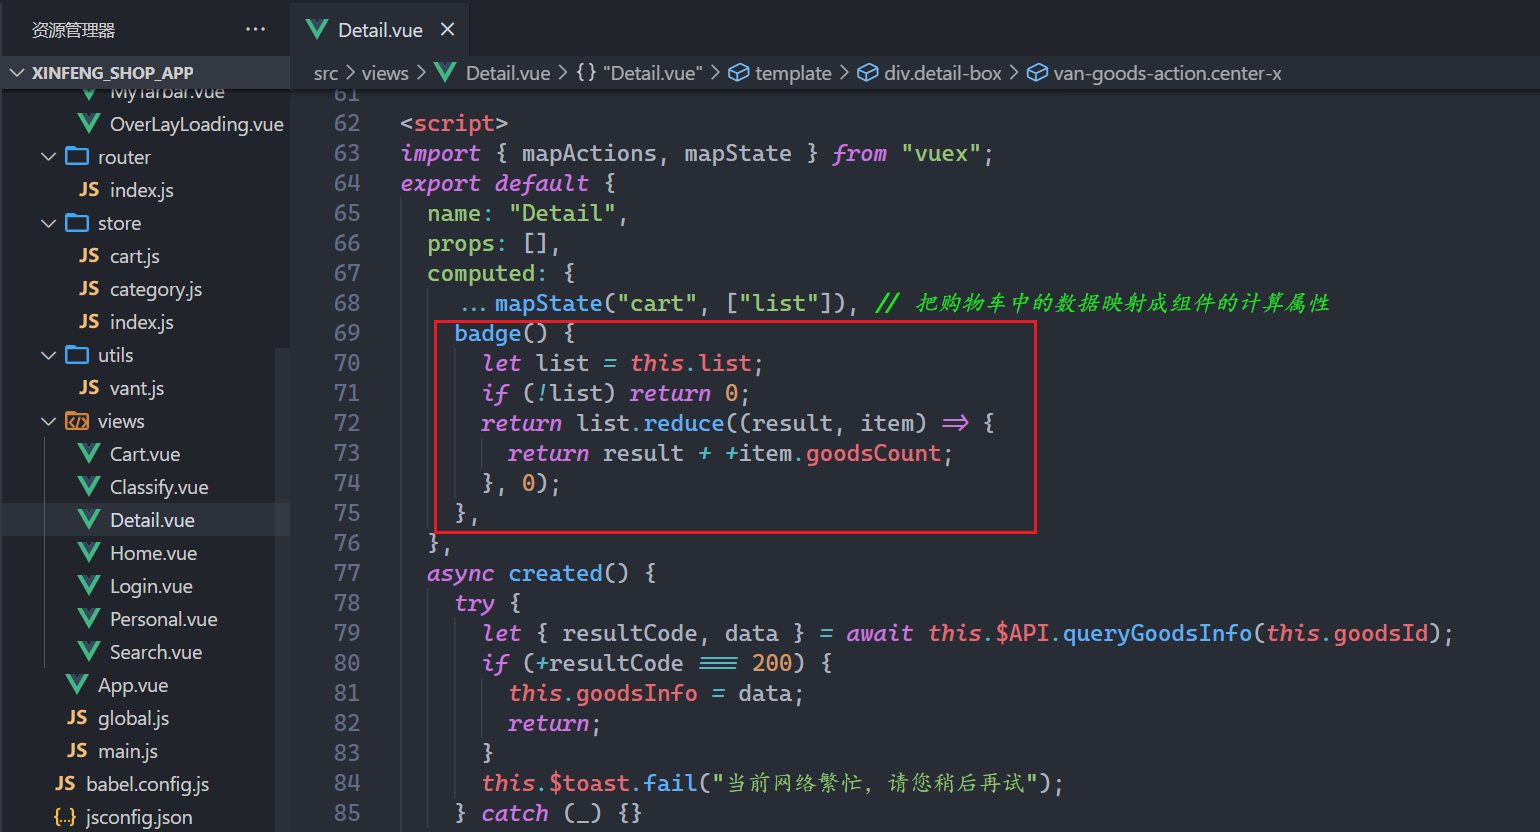 资源管理器
···
Detail.vue
XINFENG_SHOP_APP
src > views > Detail.vue > {} "Detail.vue" > template > div.detail-box > van-goods-action.center-x
MyTarbar.vue
OverLayLoading.vue
router
JS index.js
store
JS cart.js
JS category.js
JS index.js
utils
JS vant.js
views
Cart.vue
Classify.vue
Detail.vue
Home.vue
Login.vue
Personal.vue
Search.vue
App.vue
JS global.js
JS main.js
JS babel.config.js
{..} jsconfig.json
61
62 <script>
63 import { mapActions, mapState } from "vuex";
64 export default {
65 name: "Detail",
66 props: [],
67 computed: {
68 ...mapState("cart", ["list"]), // 把购物车中的数据映射成组件的计算属性
69 badge() {
70 let list = this.list;
71 if (!list) return 0;
72 return list.reduce((result, item) => {
73 return result + +item.goodsCount;
74 }, 0);
75 },
76 },
77 async created() {
78 try {
79 let { resultCode, data } = await this.$API.queryGoodsInfo(this.goodsId);
80 if (+resultCode === 200) {
81 this.goodsInfo = data;
82 return;
83 }
84 this.$toast.fail("当前网络繁忙，请您稍后再试");
85 } catch (_) {}